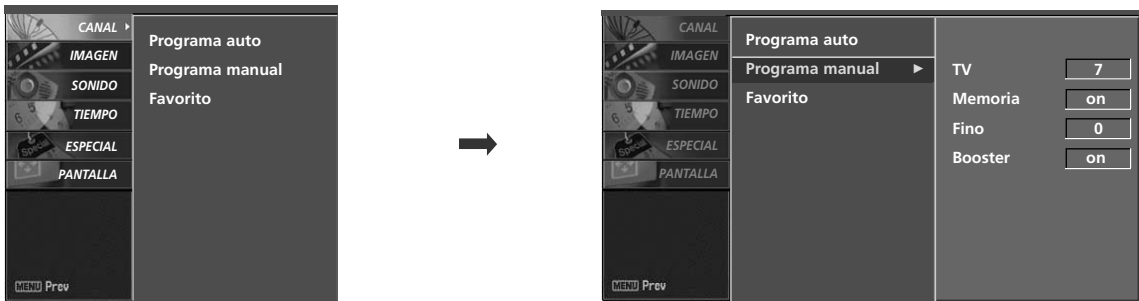 CANAL
IMAGEN
SONIDO
TIEMPO
ESPECIAL
PANTALLA
MENU Prev
Programa auto
Programa manual
Favorito
CANAL
IMAGEN
SONIDO
TIEMPO
ESPECIAL
PANTALLA
MENU Prev
Programa auto
Programa manual
Favorito
TV 7
Memoria on
Fino 0
Booster on